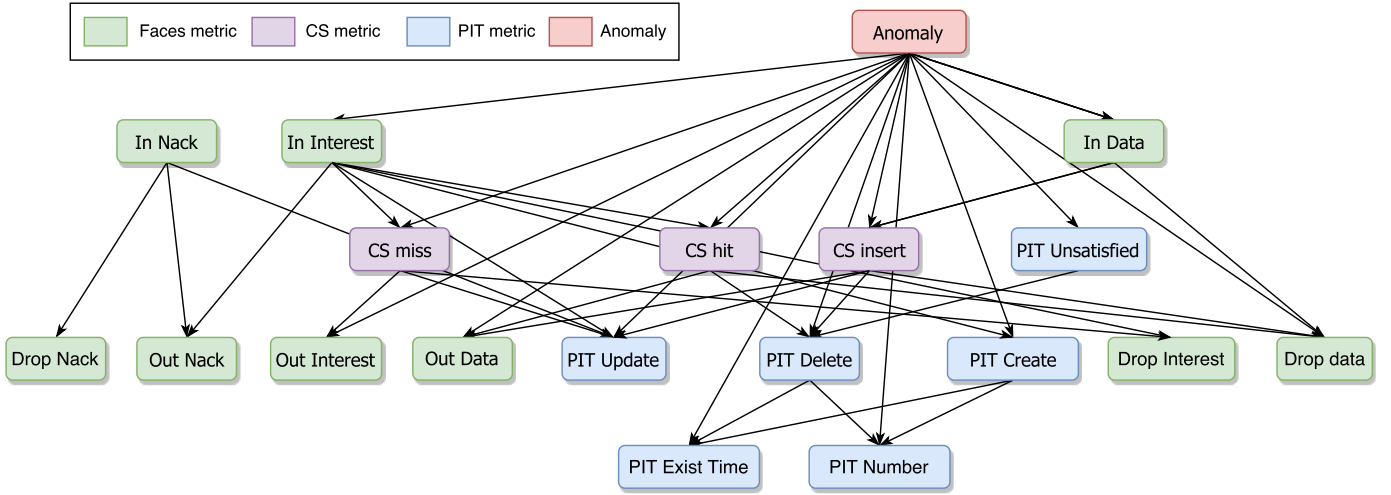 Faces metric
CS metric
PIT metric
Anomaly
Anomaly
In Nack
In Interest
In Data
CS miss
CS hit
CS insert
PIT Unsatisfied
Drop Nack
Out Nack
Out Interest
Out Data
PIT Update
PIT Delete
PIT Create
Drop Interest
Drop data
PIT Exist Time
PIT Number